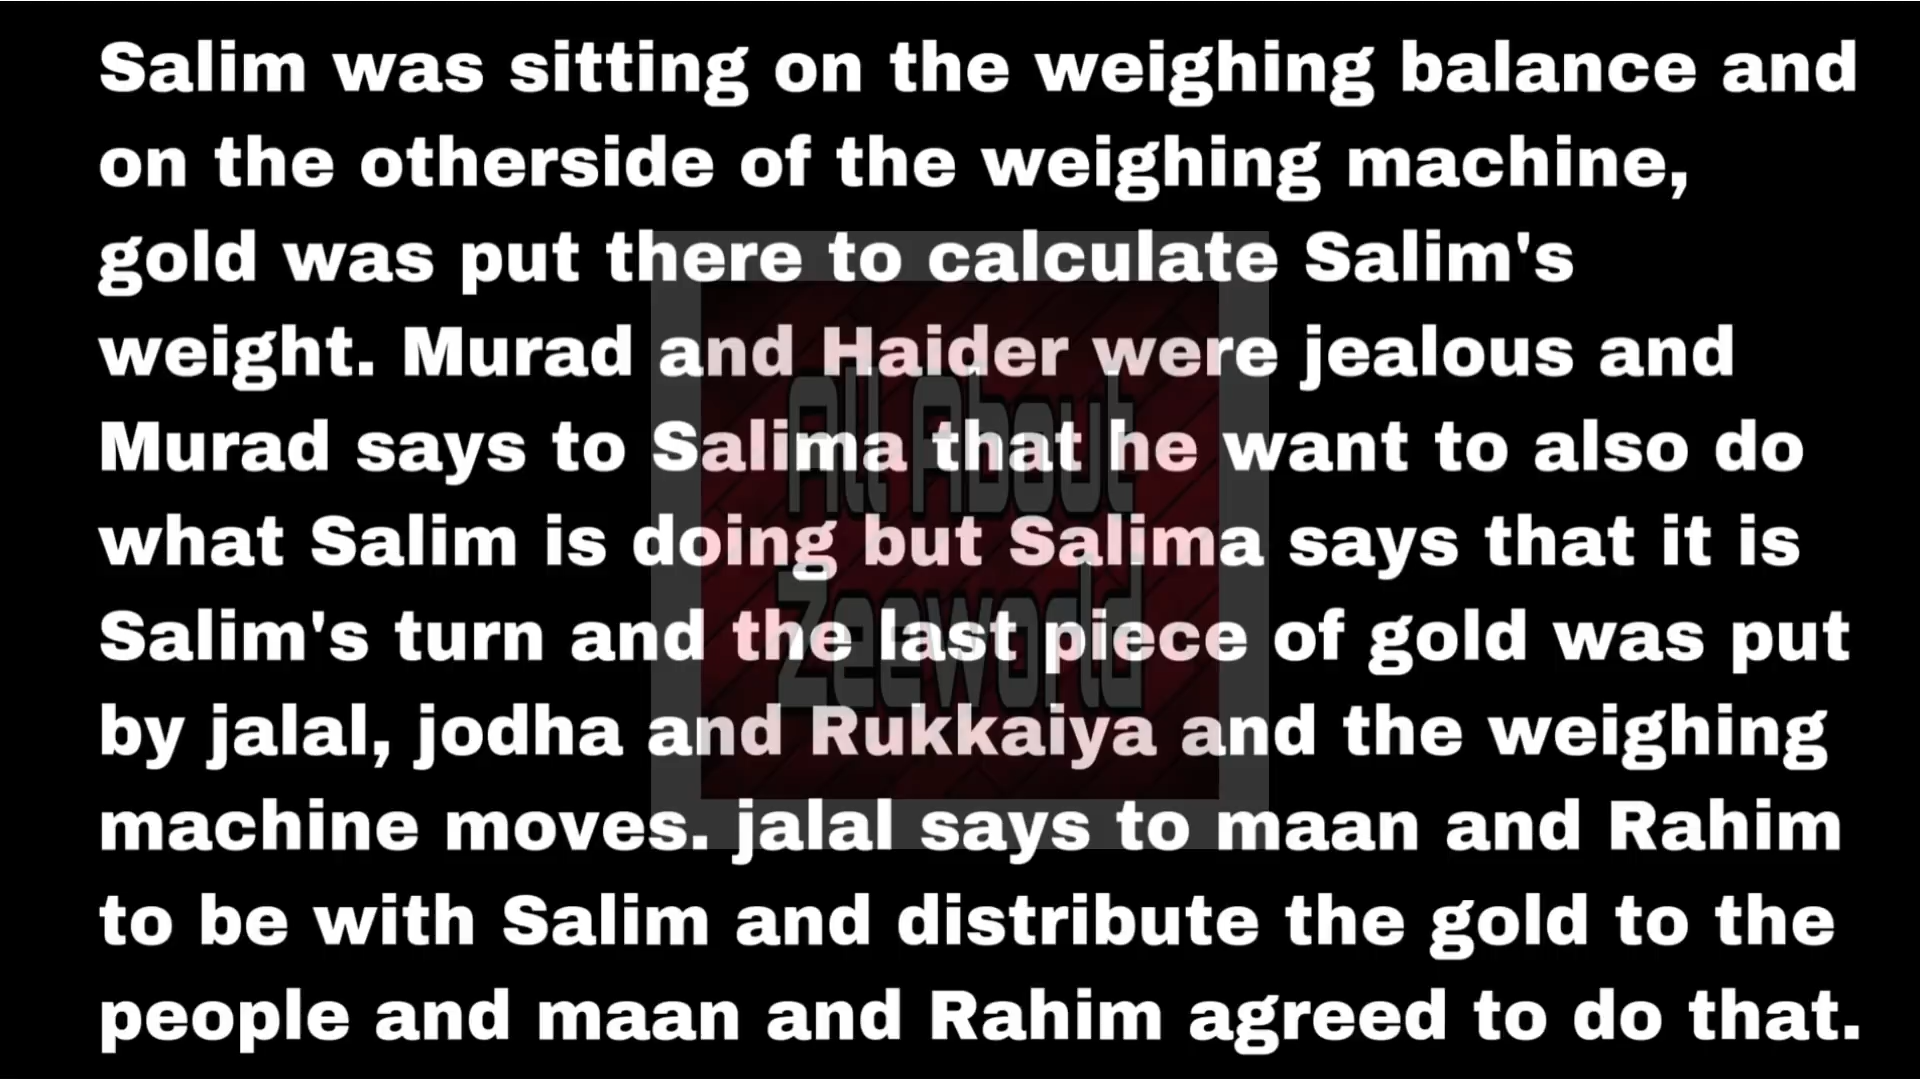 Salim was sitting on the weighing balance and
on the otherside of the weighing machine,
gold was put there to calculate Salim's
weight. Murad and Haider were jealous and
Murad says to Salima that he want to also do
what Salim is doing but Salima says that it is
Salim's turn and the last piece of gold was put
by jalal, jodha and Rukkaiya and the weighing
machine moves. jalal says to maan and Rahim
to be with Salim and distribute the gold to the
people and maan and Rahim agreed to do that.
All About
Zeeworld